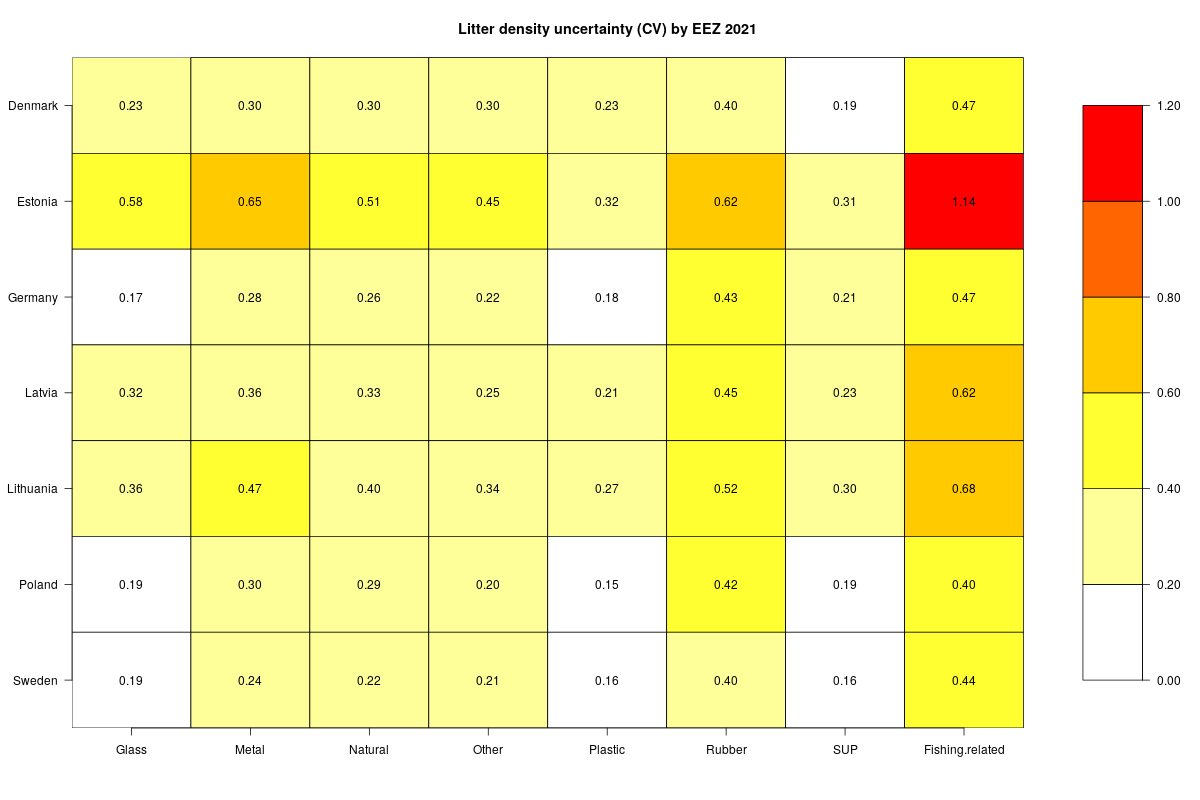 Litter density uncertainty (CV) by EEZ 2021
Denmark 0.23 0.30 0.30 0.30 0.23 0.40 0.19 0.47
Estonia 0.58 0.65 0.51 0.45 0.32 0.62 0.31 1.14
Germany 0.17 0.28 0.26 0.22 0.18 0.43 0.21 0.47
Latvia 0.32 0.36 0.33 0.25 0.21 0.45 0.23 0.62
Lithuania 0.36 0.47 0.40 0.34 0.27 0.52 0.30 0.68
Poland 0.19 0.30 0.29 0.20 0.15 0.42 0.19 0.40
Sweden 0.19 0.24 0.22 0.21 0.16 0.40 0.16 0.44
Glass Metal Natural Other Plastic Rubber SUP Fishing.related
1.20
1.00
0.80
0.60
0.40
0.20
0.00